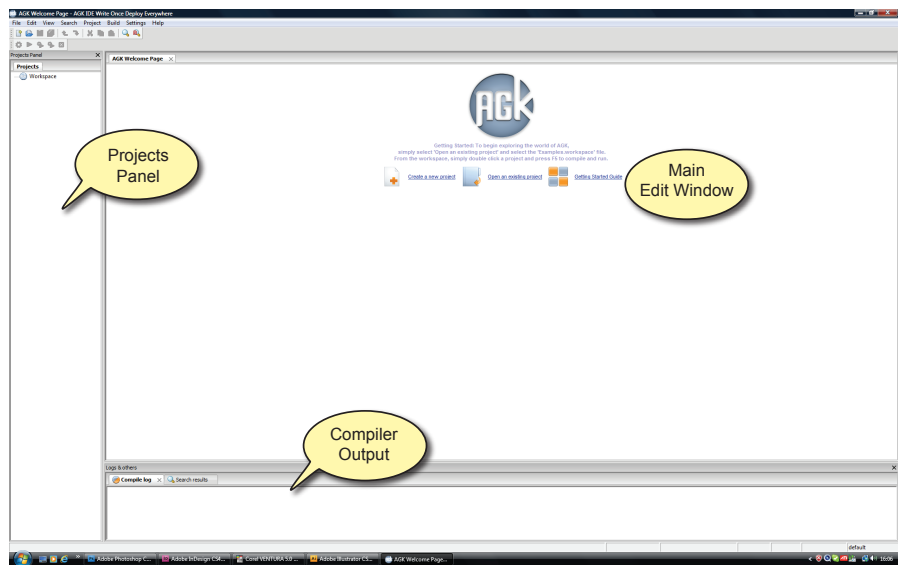 AGK Welcome Page - AGK IDE Write Once Deploy Everywhere
File Edit View Search Project Build Settings Help
Projects Panel X
AGK Welcome Page X
Projects
Workspace
AGK
Getting Started! To begin exploring the world of AGK,
simply select 'Open an existing project' and select the 'Examples.workspace' file.
From the workspace, simply double click a project and press F5 to compile and run.
Create a new project Open an existing project Getting Started Guide
Projects
Panel
Main
Edit Window
Compiler
Output
Logs & others X
Compile log X Search results
default
Adobe Photoshop C... Adobe InDesign CS4... Corel VENTURA 5.0 ... Adobe Illustrator CS... AGK Welcome Page...
18:06